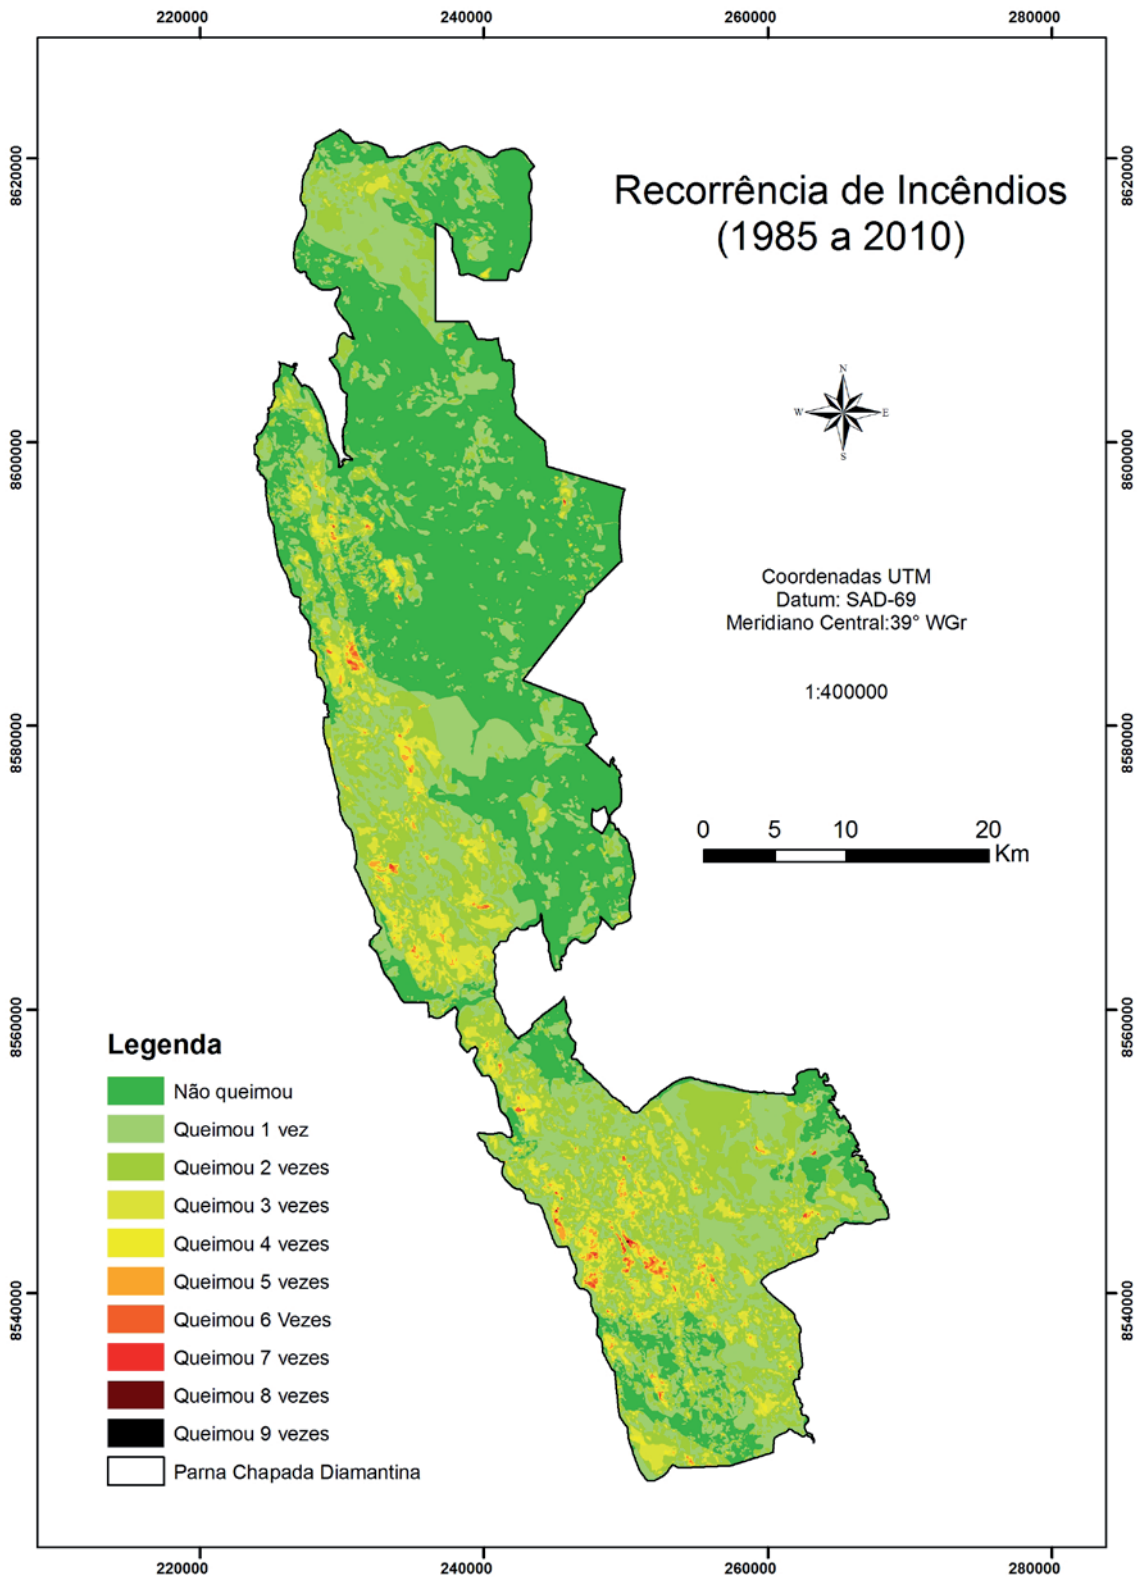 220000
240000
260000
280000
8620000
8620000
Recorrência de Incêndios
(1985 a 2010)
N
W
E
S
8600000
8600000
Coordenadas UTM
Datum: SAD-69
Meridiano Central:39° WGr
1:400000
8580000
8580000
0
5
10
20
Km
8560000
8560000
Legenda
Não queimou
Queimou 1 vez
Queimou 2 vezes
Queimou 3 vezes
Queimou 4 vezes
Queimou 5 vezes
Queimou 6 Vezes
Queimou 7 vezes
Queimou 8 vezes
Queimou 9 vezes
Parna Chapada Diamantina
8540000
8540000
220000
240000
260000
280000